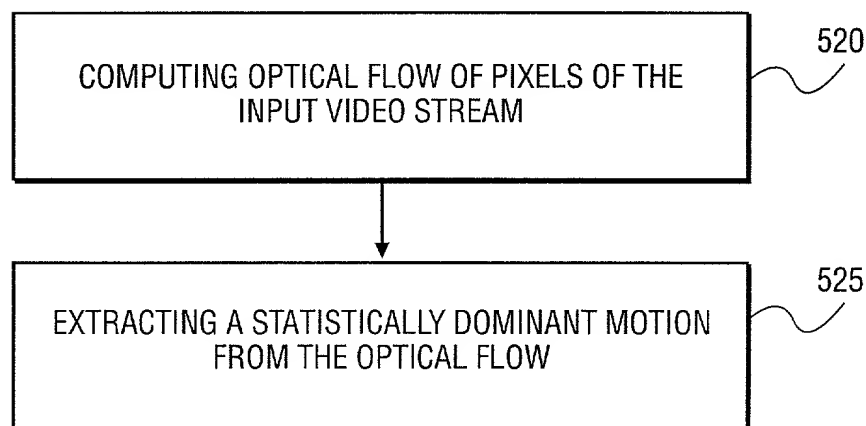 520
COMPUTING OPTICAL FLOW OF PIXELS OF THE
INPUT VIDEO STREAM
525
EXTRACTING A STATISTICALLY DOMINANT MOTION
FROM THE OPTICAL FLOW